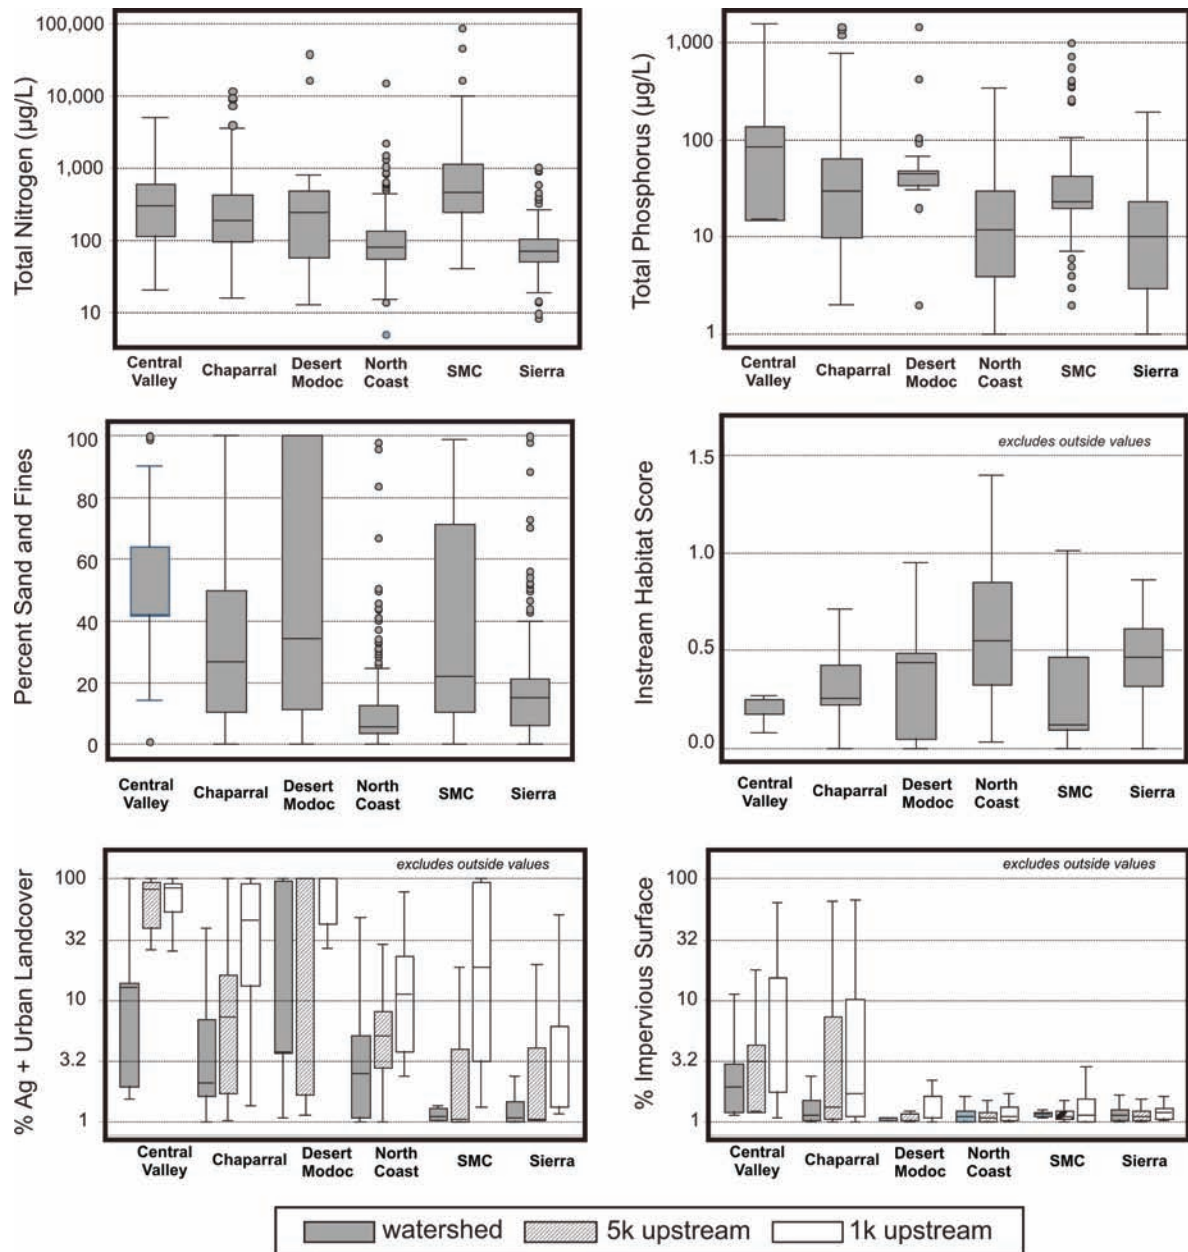 Total Nitrogen (µg/L)
100,000
10,000
1,000
100
10
Central
Valley
Chaparral
Desert
Modoc
North
Coast
SMC
Sierra
Total Phosphorus (µg/L)
1,000
100
10
1
Central
Valley
Chaparral
Desert
Modoc
North
Coast
SMC
Sierra
Percent Sand and Fines
100
80
60
40
20
0
Central
Valley
Chaparral
Desert
Modoc
North
Coast
SMC
Sierra
Instream Habitat Score
excludes outside values
1.5
1.0
0.5
0.0
Central
Valley
Chaparral
Desert
Modoc
North
Coast
SMC
Sierra
% Ag + Urban Landcover
excludes outside values
100
32
10
3.2
1
Central
Valley
Chaparral
Desert
Modoc
North
Coast
SMC
Sierra
% Impervious Surface
excludes outside values
100
32
10
3.2
1
Central
Valley
Chaparral
Desert
Modoc
North
Coast
SMC
Sierra
watershed 5k upstream 1k upstream